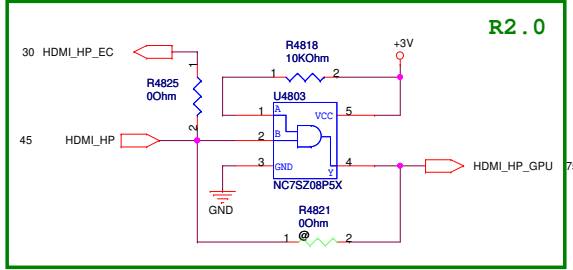 R2.0
30 HDMI_HP_EC
R4818
10KOhm
+3V
1
2
1
R4825
0Ohm
2
U4803
1
A
VCC
5
45
HDMI_HP
2
B
3
GND
Y
4
HDMI_HP_GPU
7
NC7SZ08P5X
GND
R4821
0Ohm
@
1
2